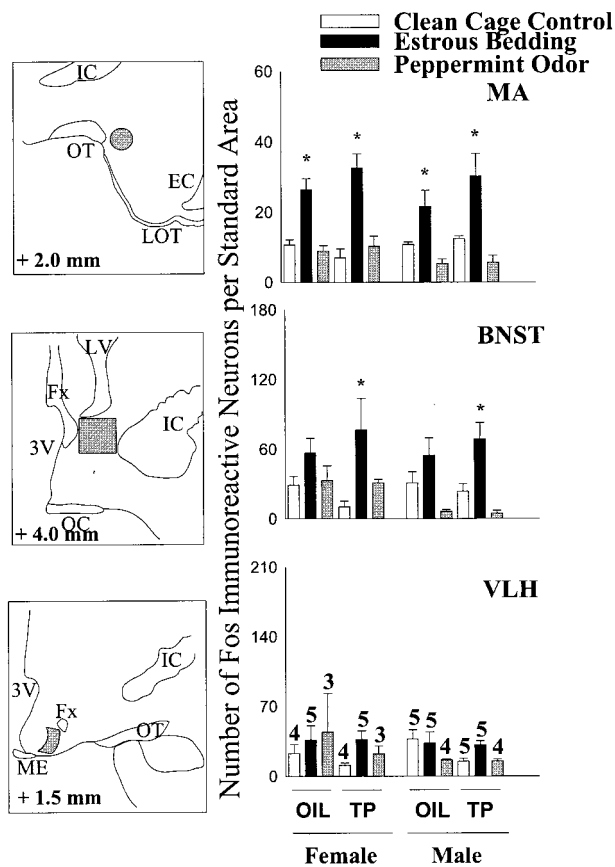 Clean Cage Control
Estrous Bedding
Peppermint Odor
IC
OT
EC
LOT
+ 2.0 mm
LV
Fx
IC
3V
OC
+ 4.0 mm
IC
3V
Fx
OT
ME
+ 1.5 mm
Number of Fos Immunoreactive Neurons per Standard Area
MA
60
40
20
0
* * * *
BNST
180
120
60
0
* *
VLH
210
140
70
0
4 5 3 4 5 3 5 5 4 5 5 4
OIL TP OIL TP
Female Male